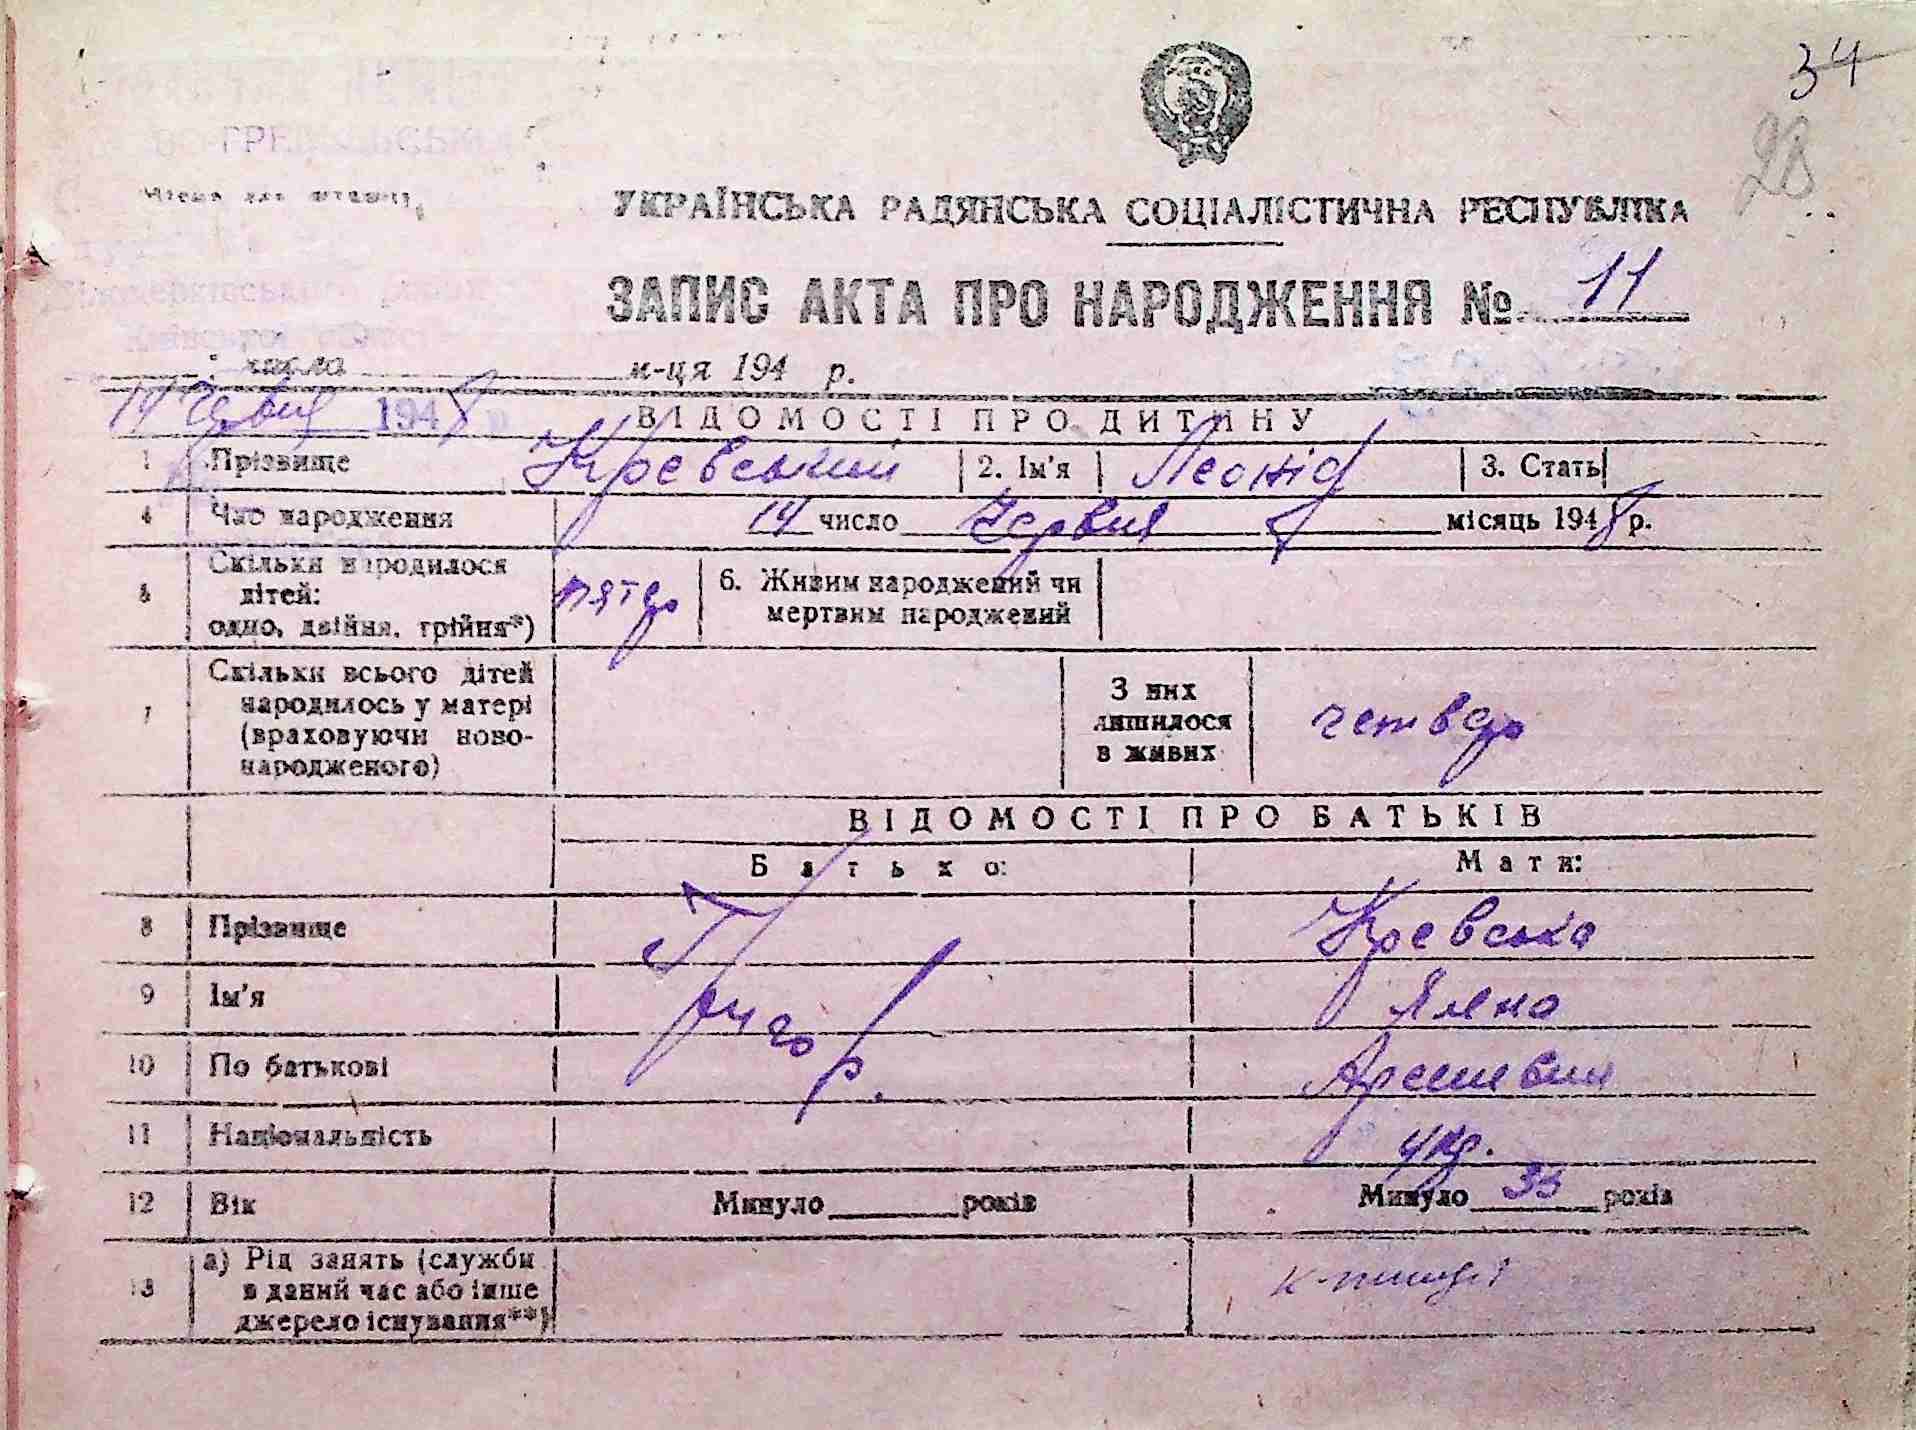 34
28
Місце для штампу
УКРАЇНСЬКА РАДЯНСЬКА СОЦІАЛІСТИЧНА РЕСПУБЛІКА
ЗАПИС АКТА ПРО НАРОДЖЕННЯ № 11
числа м-ця 194 р.
14 червня 1948 р
ВІДОМОСТІ ПРО ДИТИНУ
1 Прізвище Кревський 2. Ім'я Леонід 3. Стать
4 Час народження 14 число Червня місяць 1948 р.
5 Скільки народилося дітей: одно, двійня, трійня*) пятеро 6. Живим народжений чи мертвим народжений
7 Скільки всього дітей народилось у матері (враховуючи новонародженого) З них лишилося в живих четверо
ВІДОМОСТІ ПРО БАТЬКІВ
Батько: Мати:
8 Прізвище Кревська
9 Ім'я Яляна
10 По батькові
11 Національність укр.
12 Вік Минуло років Минуло 33 років
13 а) Рід занять (служби в даний час або інше джерело існування**)